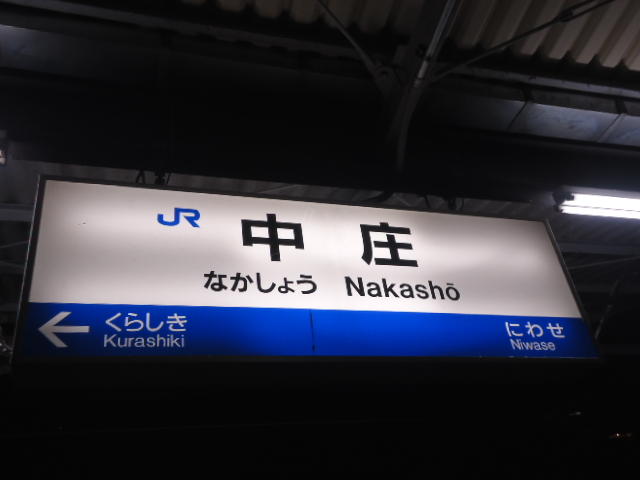 JR 中庄
なかしょう Nakashō
← くらしき
Kurashiki
にわせ
Niwase